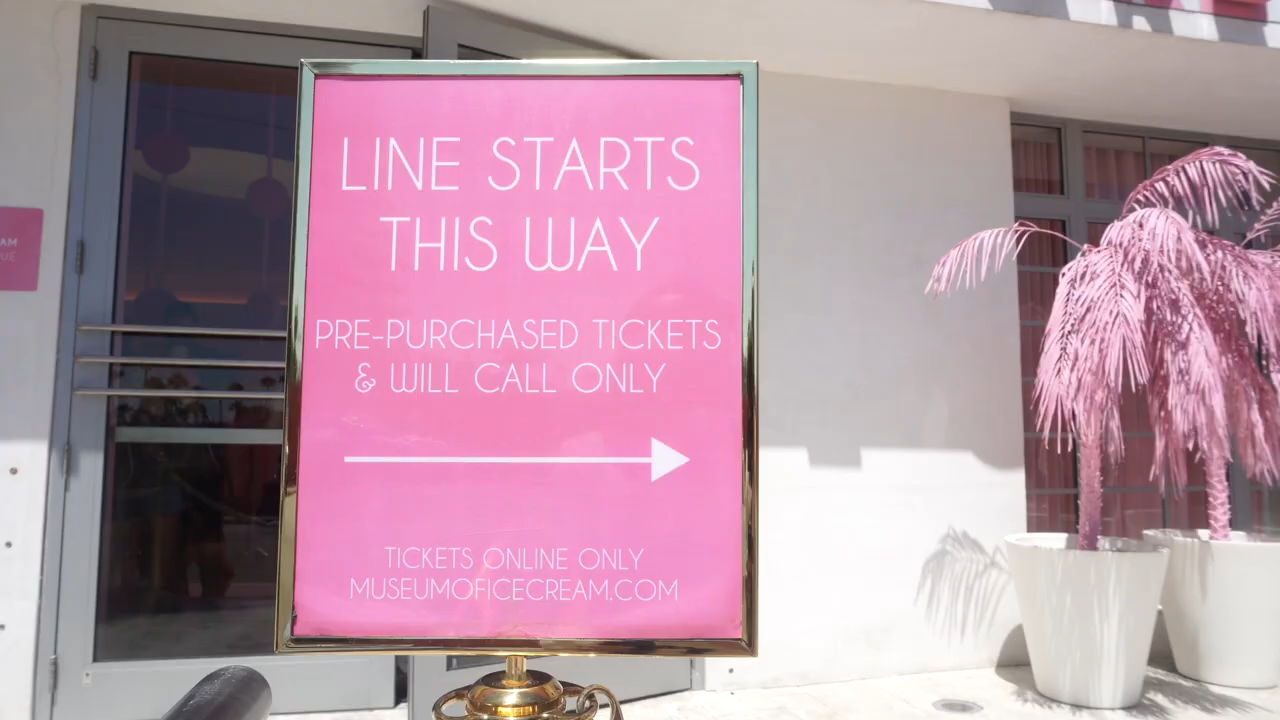 LINE STARTS
THIS WAY
PRE-PURCHASED TICKETS
& WILL CALL ONLY
TICKETS ONLINE ONLY
MUSEUMOFICECREAM.COM